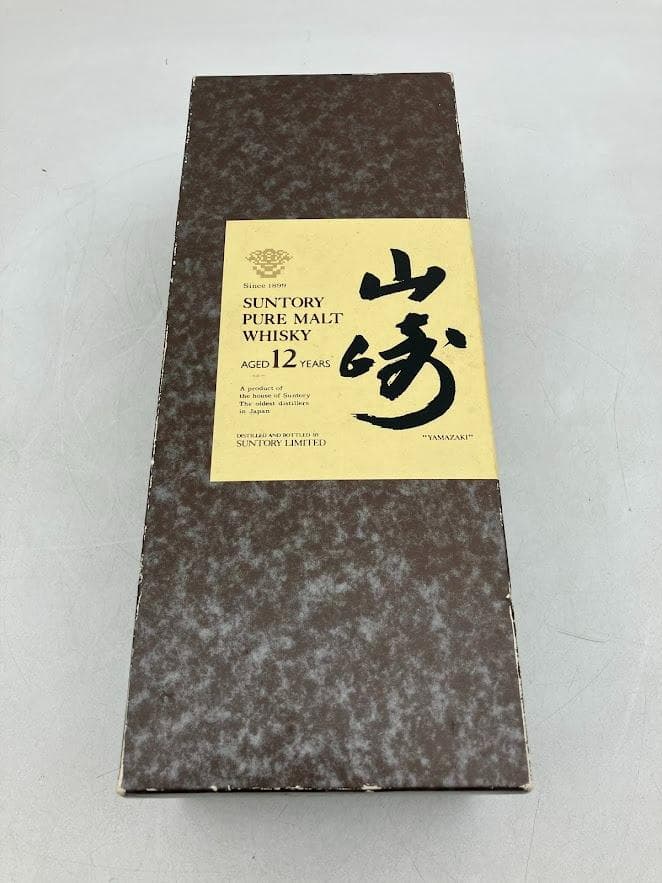 Since 1899
SUNTORY
PURE MALT
WHISKY
AGED 12 YEARS
A product of
the house of Suntory
The oldest distillers
in Japan
DISTILLED AND BOTTLED BY
SUNTORY LIMITED
山崎
"YAMAZAKI"